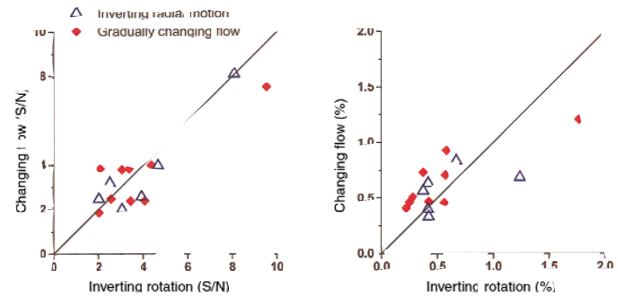 Inverting radial motion
Gradually changing flow
10
8
4
2
0
0 2 4 6 8 10
Inverting rotation (S/N)
Changing flow (S/N)
2.0
1.5
1.0
0.5
0.0
0.0 0.5 1.0 1.5 2.0
Inverting rotation (%)
Changing flow (%)